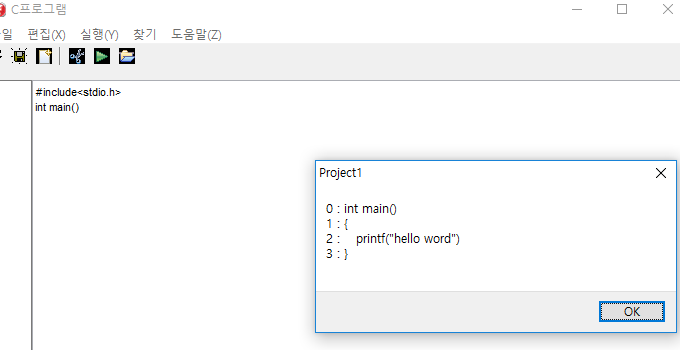 C프로그램
일 편집(X) 실행(Y) 찾기 도움말(Z)
#include<stdio.h>
int main()
Project1
0 : int main()
1 : {
2 : printf("hello word")
3 : }
OK